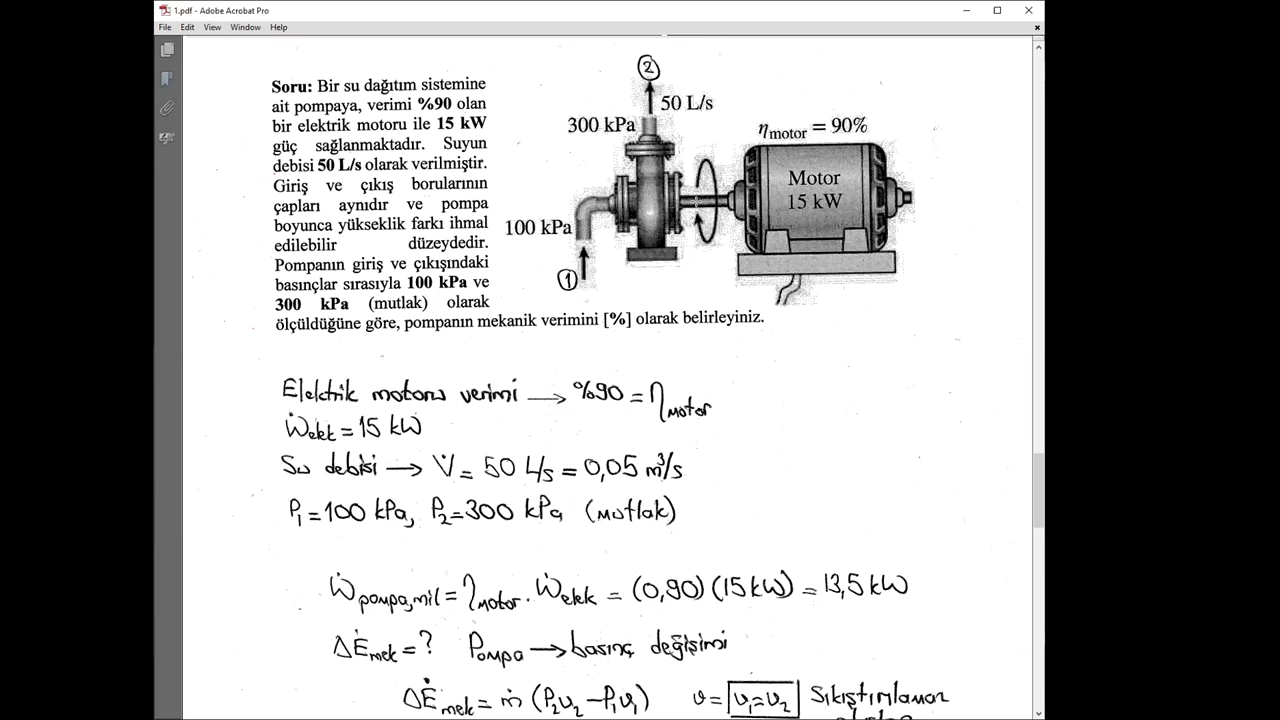 1.pdf - Adobe Acrobat Pro
File Edit View Window Help
Soru: Bir su dağıtım sistemine
ait pompaya, verimi %90 olan
bir elektrik motoru ile 15 kW
güç sağlanmaktadır. Suyun
debisi 50 L/s olarak verilmiştir.
Giriş ve çıkış borularının
çapları aynıdır ve pompa
boyunca yükseklik farkı ihmal
edilebilir düzeydedir.
Pompanın giriş ve çıkışındaki
basınçlar sırasıyla 100 kPa ve
300 kPa (mutlak) olarak
ölçüldüğüne göre, pompanın mekanik verimini [%] olarak belirleyiniz.
2
50 L/s
300 kPa
ηmotor = 90%
Motor
15 kW
100 kPa
1
Elektrik motoru verimi → %90 = ηmotor
Ẇelek = 15 kW
Su debisi → V̇ = 50 L/s = 0,05 m³/s
P₁ = 100 kPa, P₂ = 300 kPa (mutlak)
Ẇpompa,mil = ηmotor . Ẇelek = (0,90) (15 kW) = 13,5 kW
ΔĖmek = ? Pompa → basınç değişimi
ΔĖmek = ṁ (P₂υ₂ - P₁υ₁) υ = υ₁ = υ₂ Sıkıştırılamaz